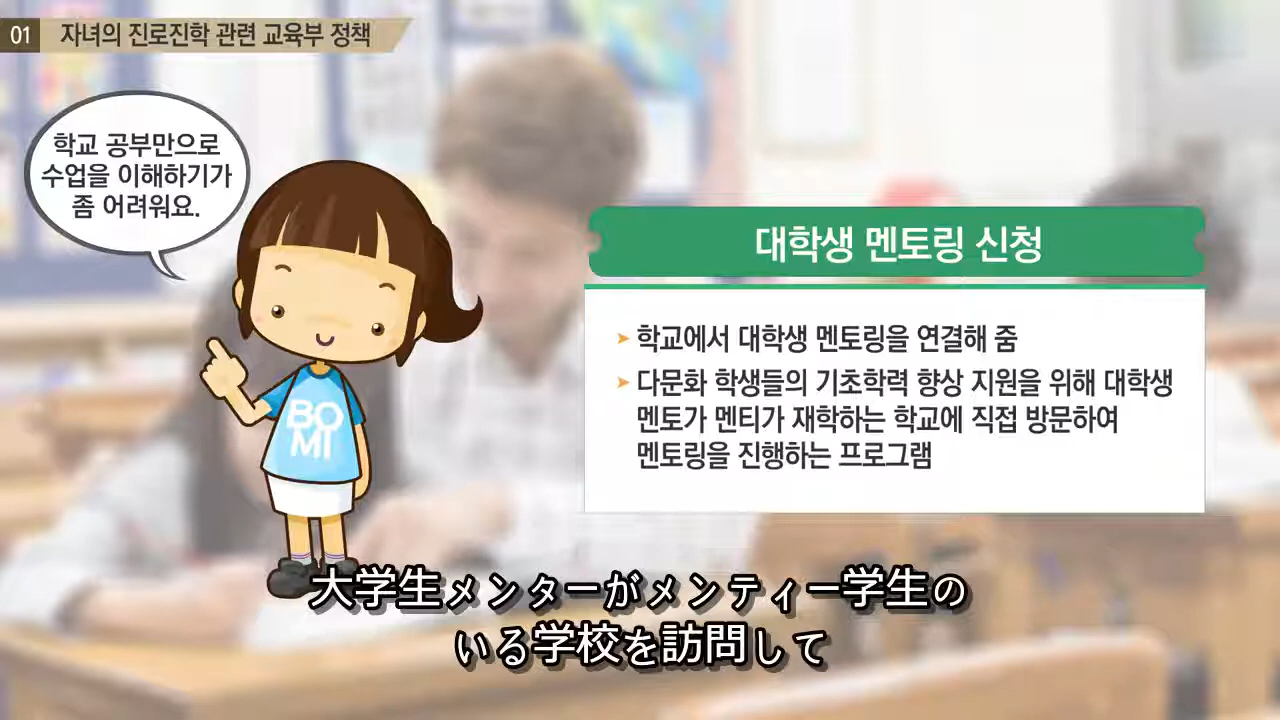 01 자녀의 진로진학 관련 교육부 정책
학교 공부만으로
수업을 이해하기가
좀 어려워요.
BO
MI
대학생 멘토링 신청
학교에서 대학생 멘토링을 연결해 줌
다문화 학생들의 기초학력 향상 지원을 위해 대학생
멘토가 멘티가 재학하는 학교에 직접 방문하여
멘토링을 진행하는 프로그램
大学生メンターがメンティー学生の
いる学校を訪問して